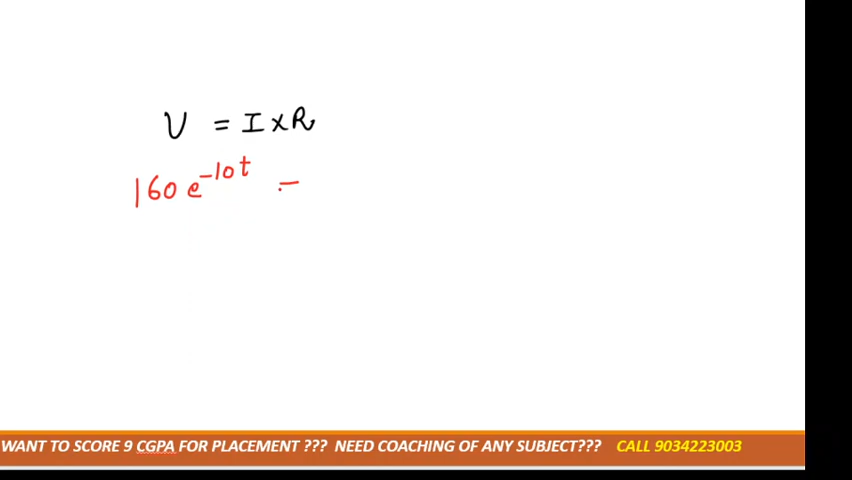 V = I x R
160 e^-10t =
WANT TO SCORE 9 CGPA FOR PLACEMENT ??? NEED COACHING OF ANY SUBJECT??? CALL 9034223003